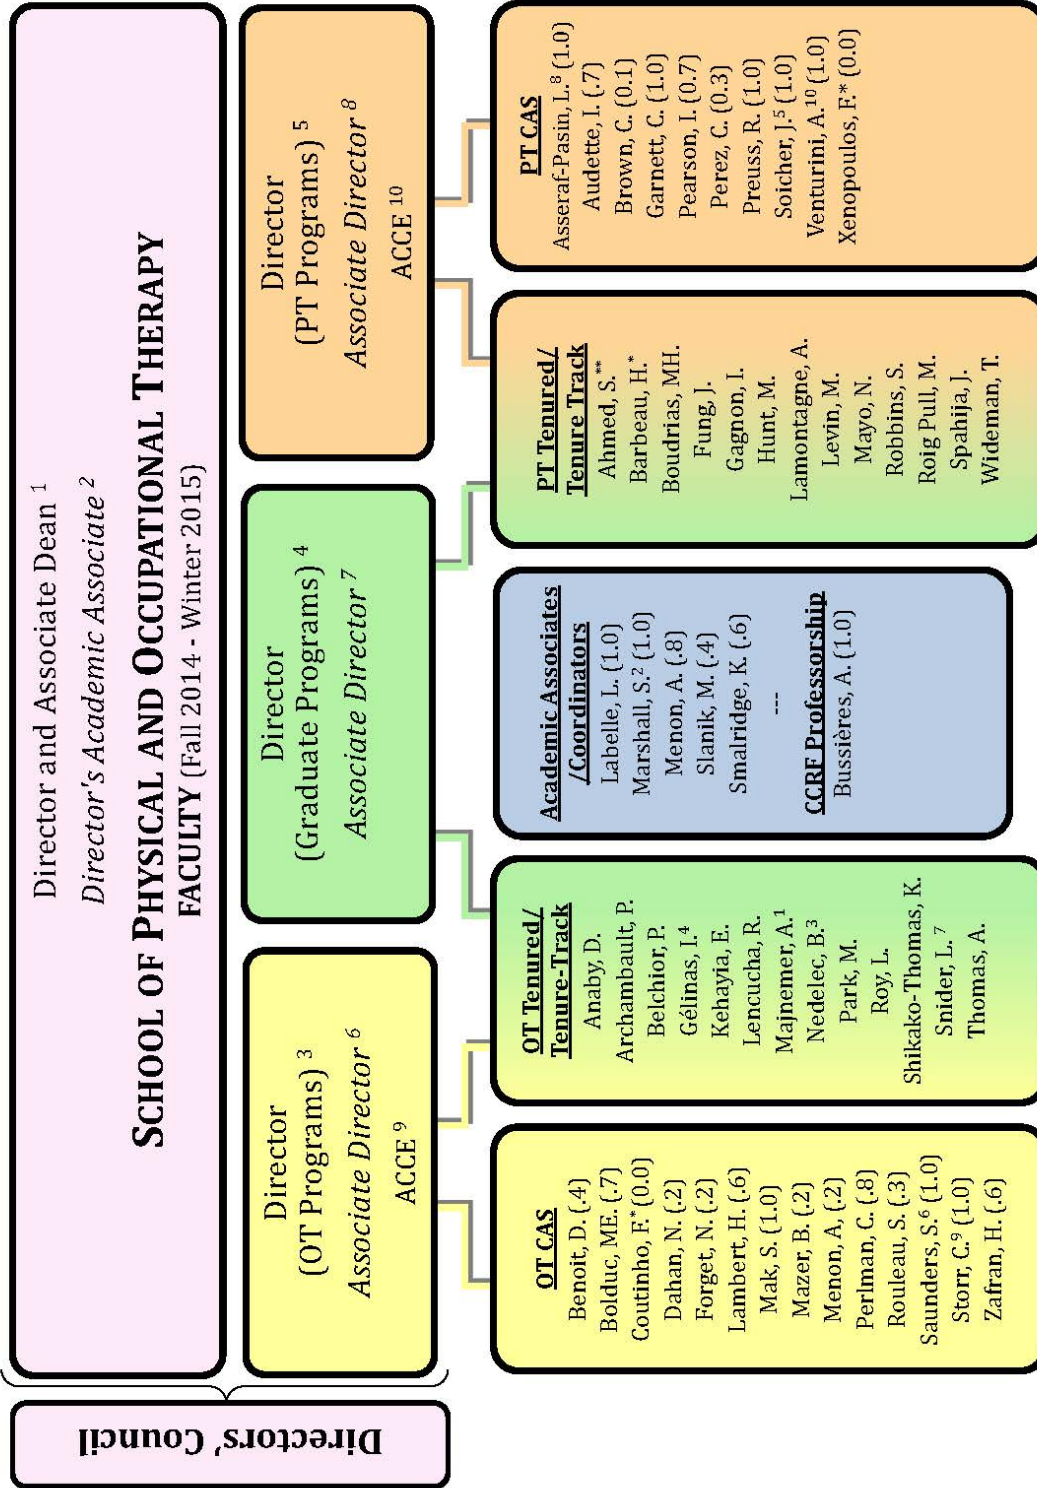 Directors' Council
Director and Associate Dean 1
Director's Academic Associate 2
SCHOOL OF PHYSICAL AND OCCUPATIONAL THERAPY
FACULTY (Fall 2014 - Winter 2015)
Director
(OT Programs) 3
Associate Director 6
ACCE 9
Director
(Graduate Programs) 4
Associate Director 7
Director
(PT Programs) 5
Associate Director 8
ACCE 10
OT CAS
Benoit, D. (.4)
Bolduc, ME. (.7)
Coutinho, F.* (0.0)
Dahan, N. (.2)
Forget, N. (.2)
Lambert, H. (.6)
Mak, S. (1.0)
Mazer, B. (.2)
Menon, A, (.2)
Perlman, C. (.8)
Rouleau, S. (.3)
Saunders, S.6 (1.0)
Storr, C.9 (1.0)
Zafran, H. (.6)
OT Tenured/
Tenure-Track
Anaby, D.
Archambault, P.
Belchior, P.
Gélinas, I.4
Kehayia, E.
Lencucha, R.
Majnemer, A.1
Nedelec, B.3
Park, M.
Roy, L.
Shikako-Thomas, K.
Snider, L. 7
Thomas, A.
Academic Associates
/Coordinators
Labelle, L. (1.0)
Marshall, S.2 (1.0)
Menon, A. (.8)
Slanik, M. (.4)
Smalridge, K. (.6)
---
CCRF Professorship
Bussières, A. (1.0)
PT Tenured/
Tenure Track
Ahmed, S.**
Barbeau, H.*
Boudrias, MH.
Fung, J.
Gagnon, I.
Hunt, M.
Lamontagne, A.
Levin, M.
Mayo, N.
Robbins, S.
Roig Pull, M.
Spahija, J.
Wideman, T.
PT CAS
Asseraf-Pasin, L.8 (1.0)
Audette, I. (.7)
Brown, C. (0.1)
Garnett, C. (1.0)
Pearson, I. (0.7)
Perez, C. (0.3)
Preuss, R. (1.0)
Soicher, J.5 (1.0)
Venturini, A.10 (1.0)
Xenopoulos, F.* (0.0)